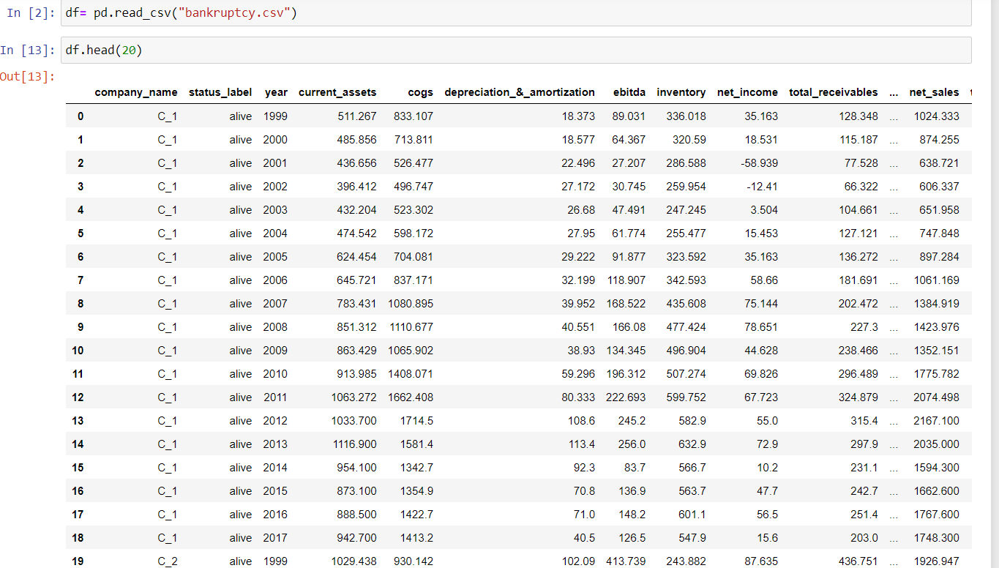 In [2]: df= pd.read_csv("bankruptcy.csv")
In [13]: df.head(20)
Out[13]:
company_name status_label year current_assets cogs depreciation_&_amortization ebitda inventory net_income total_receivables ... net_sales
0 C_1 alive 1999 511.267 833.107 18.373 89.031 336.018 35.163 128.348 ... 1024.333
1 C_1 alive 2000 485.856 713.811 18.577 64.367 320.59 18.531 115.187 ... 874.255
2 C_1 alive 2001 436.656 526.477 22.496 27.207 286.588 -58.939 77.528 ... 638.721
3 C_1 alive 2002 396.412 496.747 27.172 30.745 259.954 -12.41 66.322 ... 606.337
4 C_1 alive 2003 432.204 523.302 26.68 47.491 247.245 3.504 104.661 ... 651.958
5 C_1 alive 2004 474.542 598.172 27.95 61.774 255.477 15.453 127.121 ... 747.848
6 C_1 alive 2005 624.454 704.081 29.222 91.877 323.592 35.163 136.272 ... 897.284
7 C_1 alive 2006 645.721 837.171 32.199 118.907 342.593 58.66 181.691 ... 1061.169
8 C_1 alive 2007 783.431 1080.895 39.952 168.522 435.608 75.144 202.472 ... 1384.919
9 C_1 alive 2008 851.312 1110.677 40.551 166.08 477.424 78.651 227.3 ... 1423.976
10 C_1 alive 2009 863.429 1065.902 38.93 134.345 496.904 44.628 238.466 ... 1352.151
11 C_1 alive 2010 913.985 1408.071 59.296 196.312 507.274 69.826 296.489 ... 1775.782
12 C_1 alive 2011 1063.272 1662.408 80.333 222.693 599.752 67.723 324.879 ... 2074.498
13 C_1 alive 2012 1033.700 1714.5 108.6 245.2 582.9 55.0 315.4 ... 2167.100
14 C_1 alive 2013 1116.900 1581.4 113.4 256.0 632.9 72.9 297.9 ... 2035.000
15 C_1 alive 2014 954.100 1342.7 92.3 83.7 566.7 10.2 231.1 ... 1594.300
16 C_1 alive 2015 873.100 1354.9 70.8 136.9 563.7 47.7 242.7 ... 1662.600
17 C_1 alive 2016 888.500 1422.7 71.0 148.2 601.1 56.5 251.4 ... 1767.600
18 C_1 alive 2017 942.700 1413.2 40.5 126.5 547.9 15.6 203.0 ... 1748.300
19 C_2 alive 1999 1029.438 930.142 102.09 413.739 243.882 87.635 436.751 ... 1926.947